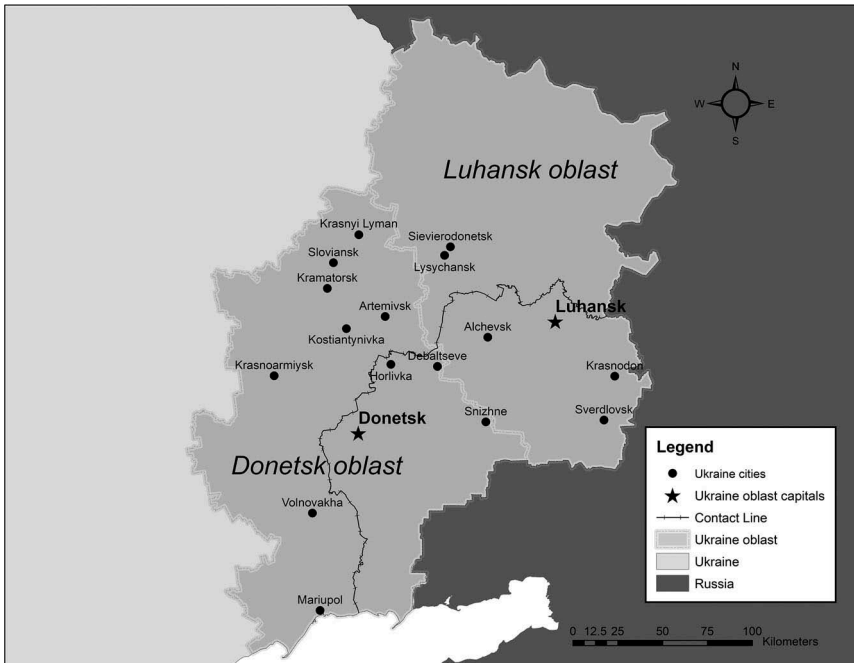 N
W E
S
Luhansk oblast
Krasnyi Lyman
Sievierodonetsk
Sloviansk
Lysychansk
Kramatorsk
Artemivsk
Luhansk
Kostiantynivka
Alchevsk
Debaltseve
Krasnoarmiysk
Horlivka
Krasnodon
Donetsk
Snizhne
Sverdlovsk
Donetsk oblast
Volnovakha
Mariupol
Legend
Ukraine cities
Ukraine oblast capitals
Contact Line
Ukraine oblast
Ukraine
Russia
0 12.5 25 50 75 100
Kilometers